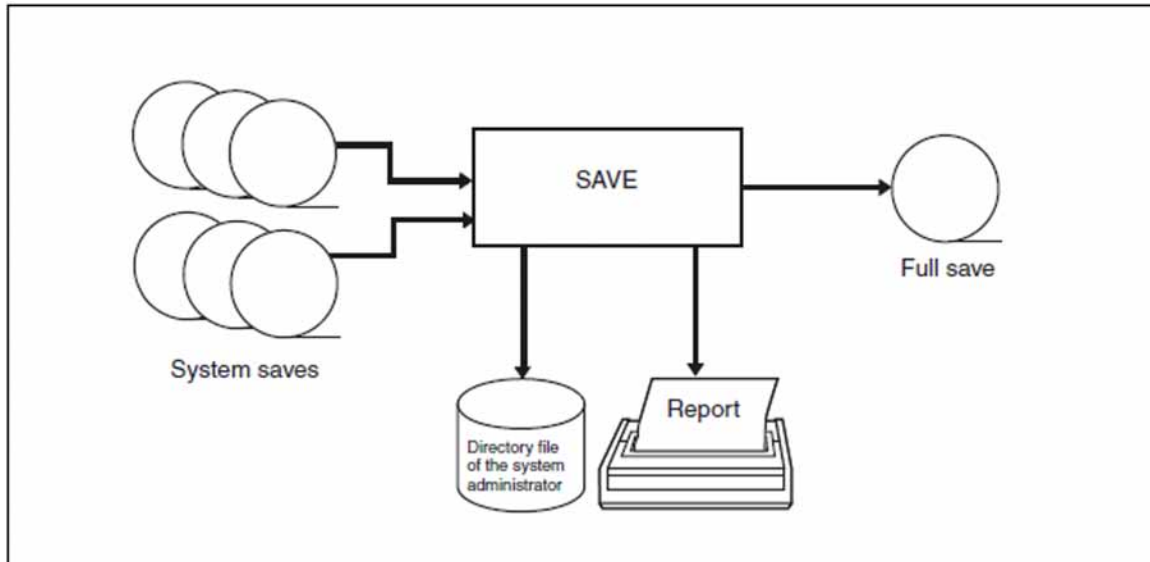 SAVE
Full save
System saves
Report
Directory file
of the system
administrator